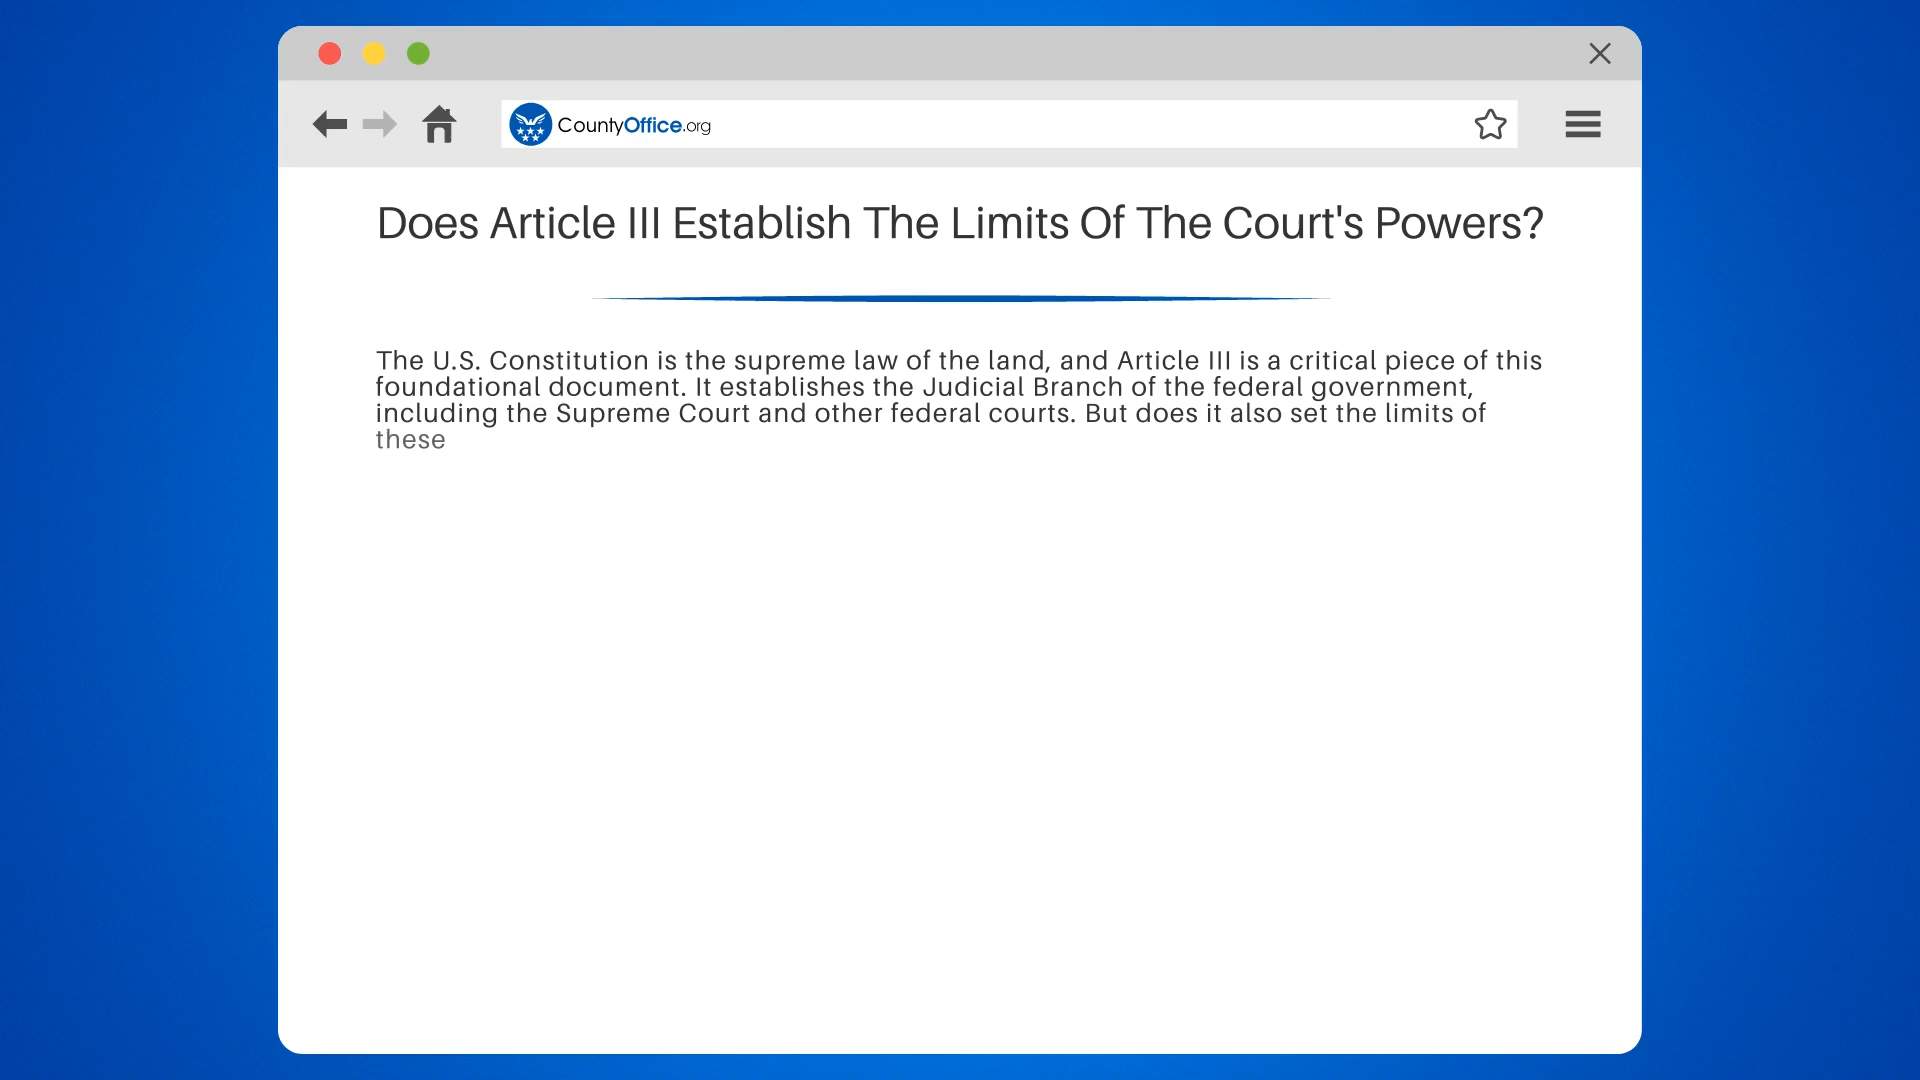 CountyOffice.org
Does Article III Establish The Limits Of The Court's Powers?
The U.S. Constitution is the supreme law of the land, and Article III is a critical piece of this
foundational document. It establishes the Judicial Branch of the federal government,
including the Supreme Court and other federal courts. But does it also set the limits of
these